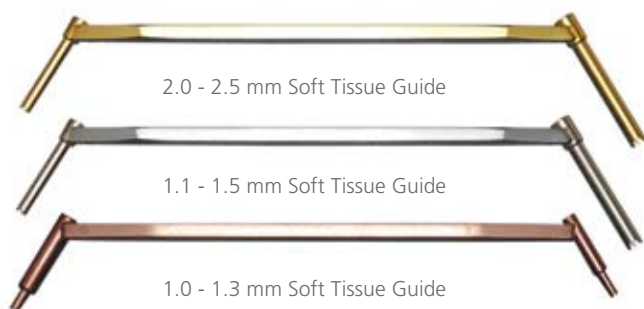 2.0 - 2.5 mm Soft Tissue Guide
1.1 - 1.5 mm Soft Tissue Guide
1.0 - 1.3 mm Soft Tissue Guide